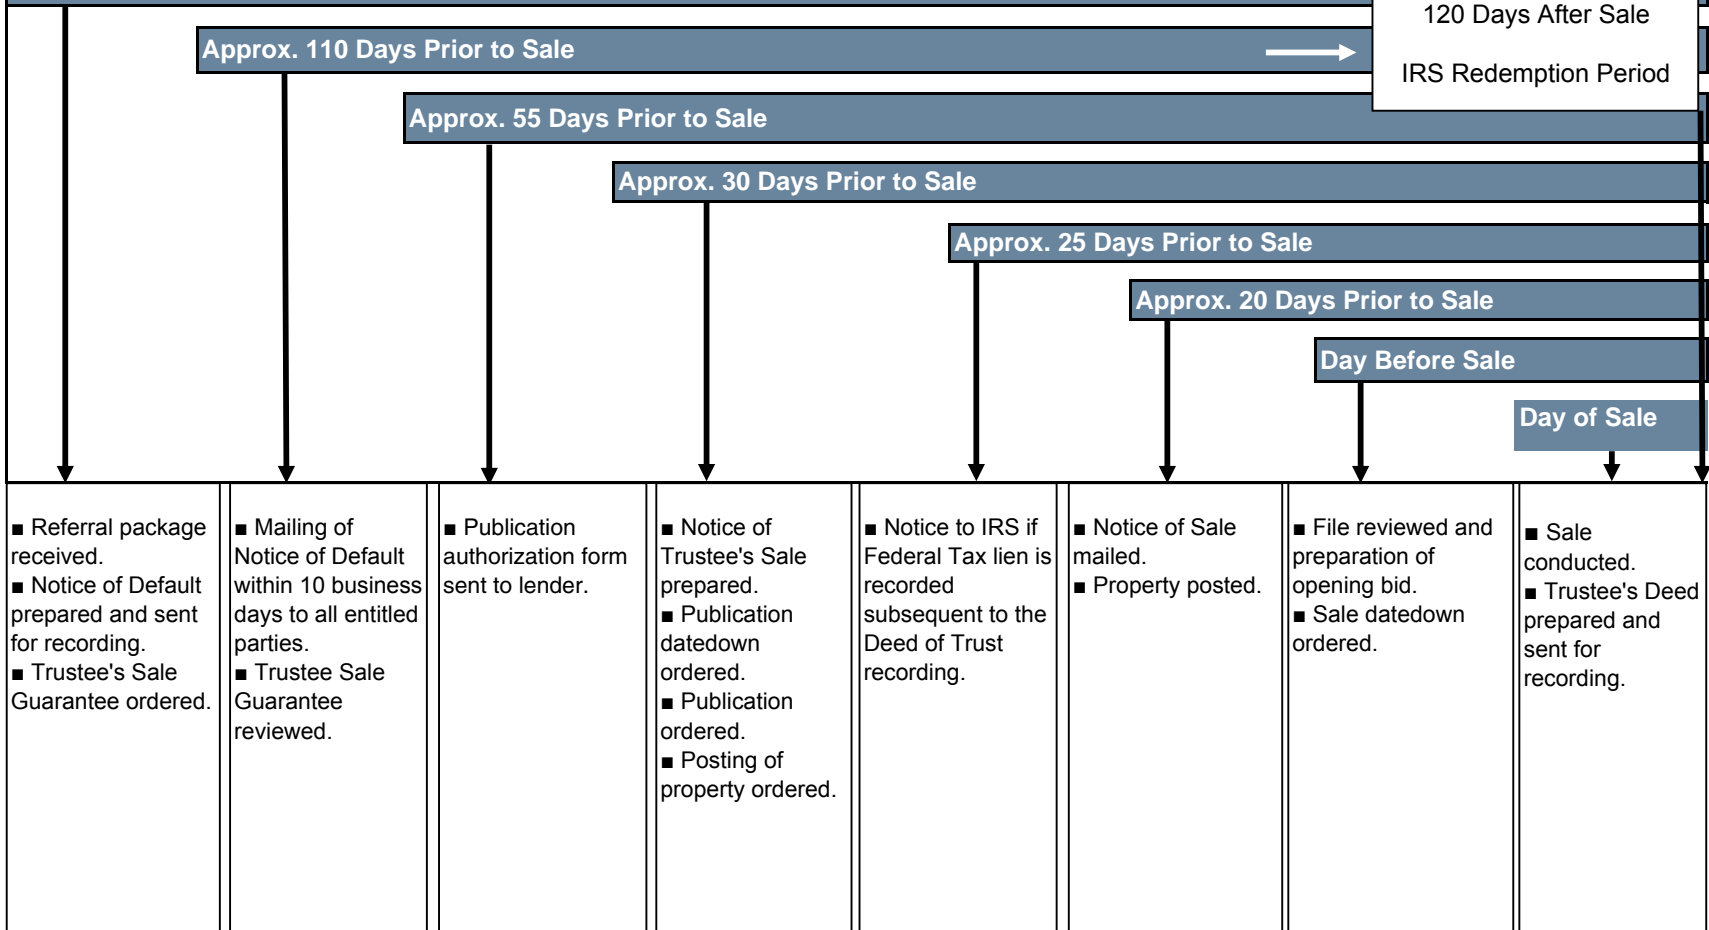 120 Days After Sale
IRS Redemption Period
Approx. 110 Days Prior to Sale
Approx. 55 Days Prior to Sale
Approx. 30 Days Prior to Sale
Approx. 25 Days Prior to Sale
Approx. 20 Days Prior to Sale
Day Before Sale
Day of Sale
■ Referral package
received.
■ Notice of Default
prepared and sent
for recording.
■ Trustee's Sale
Guarantee ordered.
■ Mailing of
Notice of Default
within 10 business
days to all entitled
parties.
■ Trustee Sale
Guarantee
reviewed.
■ Publication
authorization form
sent to lender.
■ Notice of
Trustee's Sale
prepared.
■ Publication
datedown
ordered.
■ Publication
ordered.
■ Posting of
property ordered.
■ Notice to IRS if
Federal Tax lien is
recorded
subsequent to the
Deed of Trust
recording.
■ Notice of Sale
mailed.
■ Property posted.
■ File reviewed and
preparation of
opening bid.
■ Sale datedown
ordered.
■ Sale
conducted.
■ Trustee's Deed
prepared and
sent for
recording.